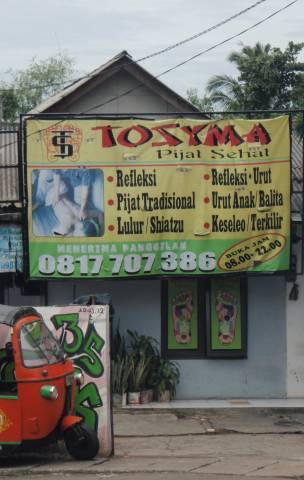 TOSYMA
Pijat Sehat
• Refleksi
• Pijat Tradisional
• Lulur / Shiatzu
• Refleksi • Urut
• Urut Anak / Balita
• Keseleo / Terkilir
MENERIMA PANGGILAN
0817 707 386
BUKA JAM
08.00-22.00